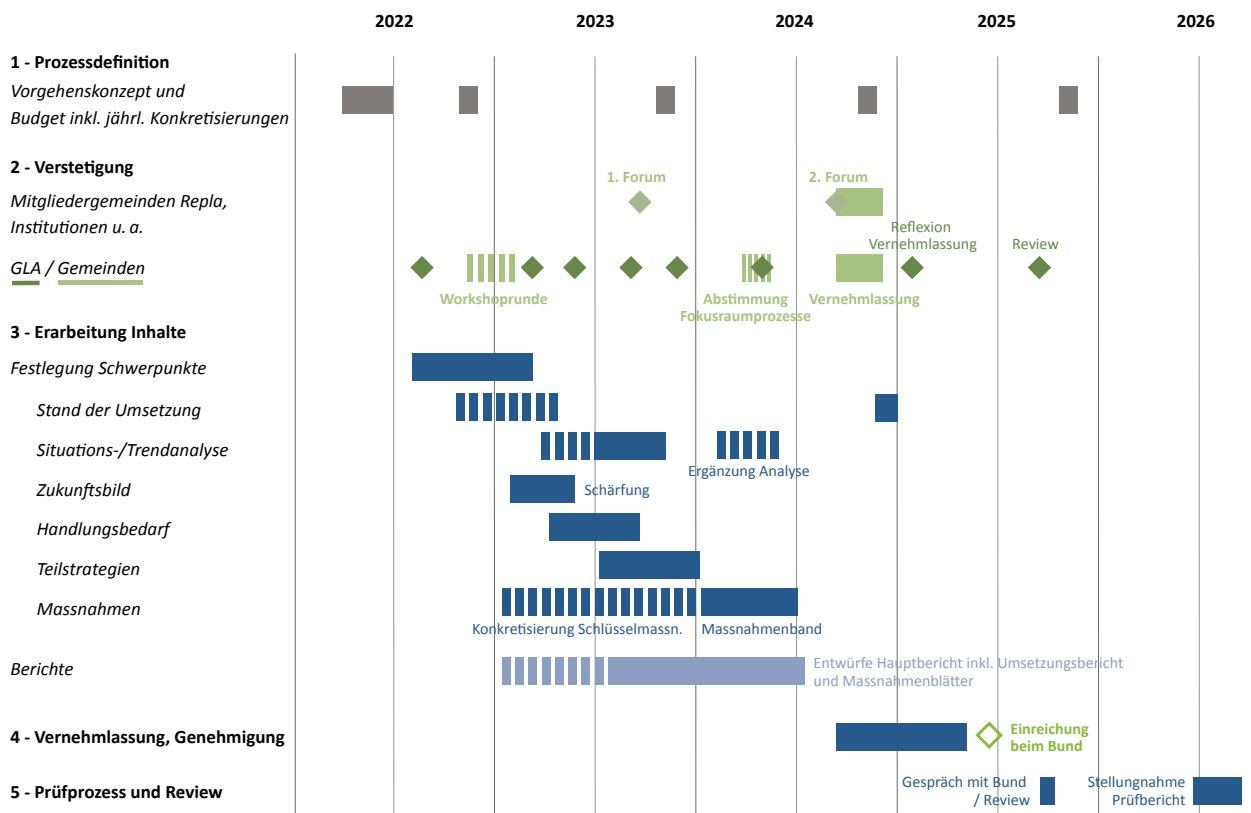 2022
2023
2024
2025
2026
1 - Prozessdefinition
Vorgehenskonzept und
Budget inkl. jährl. Konkretisierungen
2 - Verstetigung
1. Forum
2. Forum
Mitgliedergemeinden Repla,
Institutionen u. a.
Reflexion
Vernehmlassung
Review
GLA / Gemeinden
Workshoprunde
Abstimmung
Fokusraumprozesse
Vernehmlassung
3 - Erarbeitung Inhalte
Festlegung Schwerpunkte
Stand der Umsetzung
Situations-/Trendanalyse
Ergänzung Analyse
Zukunftsbild
Schärfung
Handlungsbedarf
Teilstrategien
Massnahmen
Konkretisierung Schlüsselmassn.
Massnahmenband
Berichte
Entwürfe Hauptbericht inkl. Umsetzungsbericht
und Massnahmenblätter
4 - Vernehmlassung, Genehmigung
Einreichung
beim Bund
5 - Prüfprozess und Review
Gespräch mit Bund
/ Review
Stellungnahme
Prüfbericht